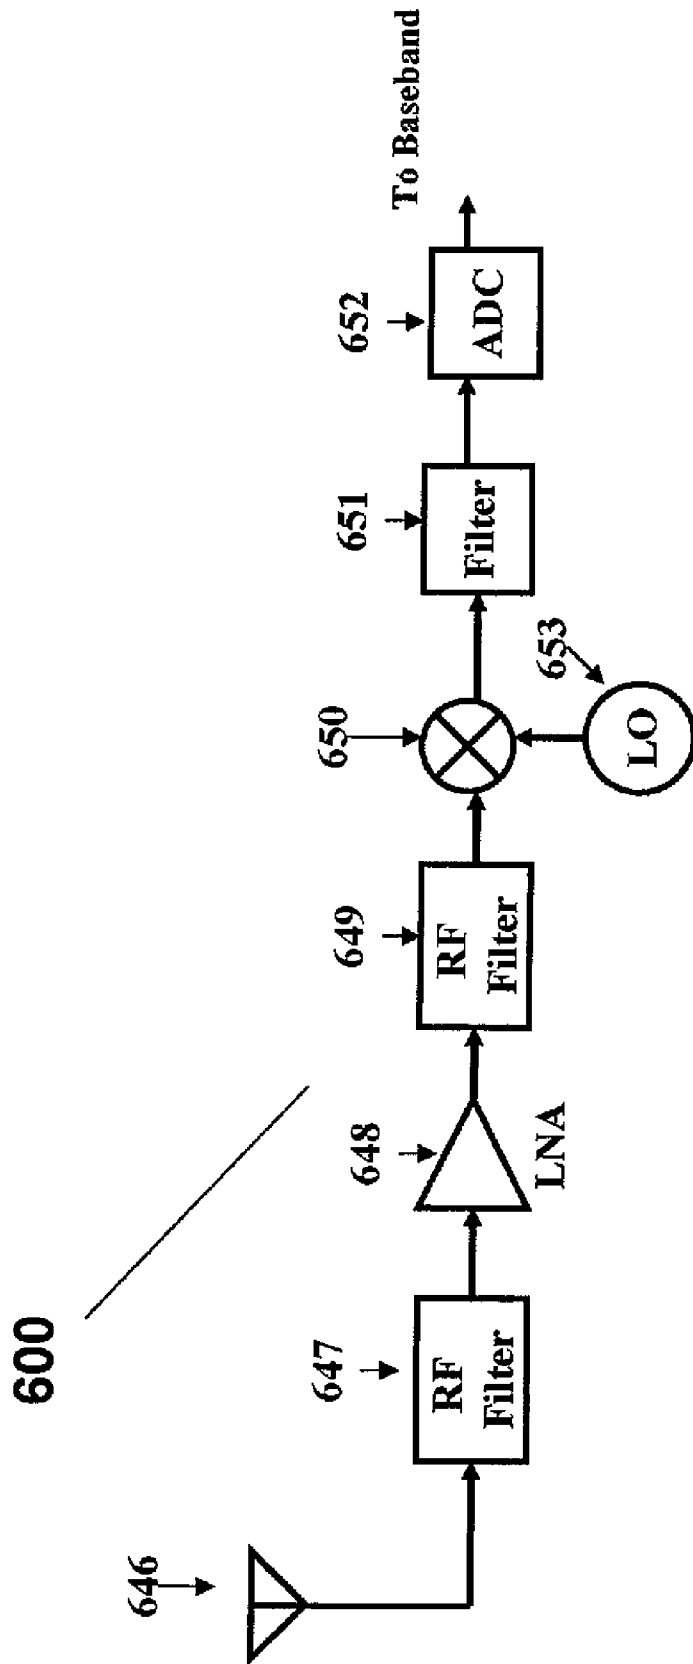 600
646
647
RF
Filter
648
LNA
649
RF
Filter
650
653
LO
651
Filter
652
ADC
To Baseband